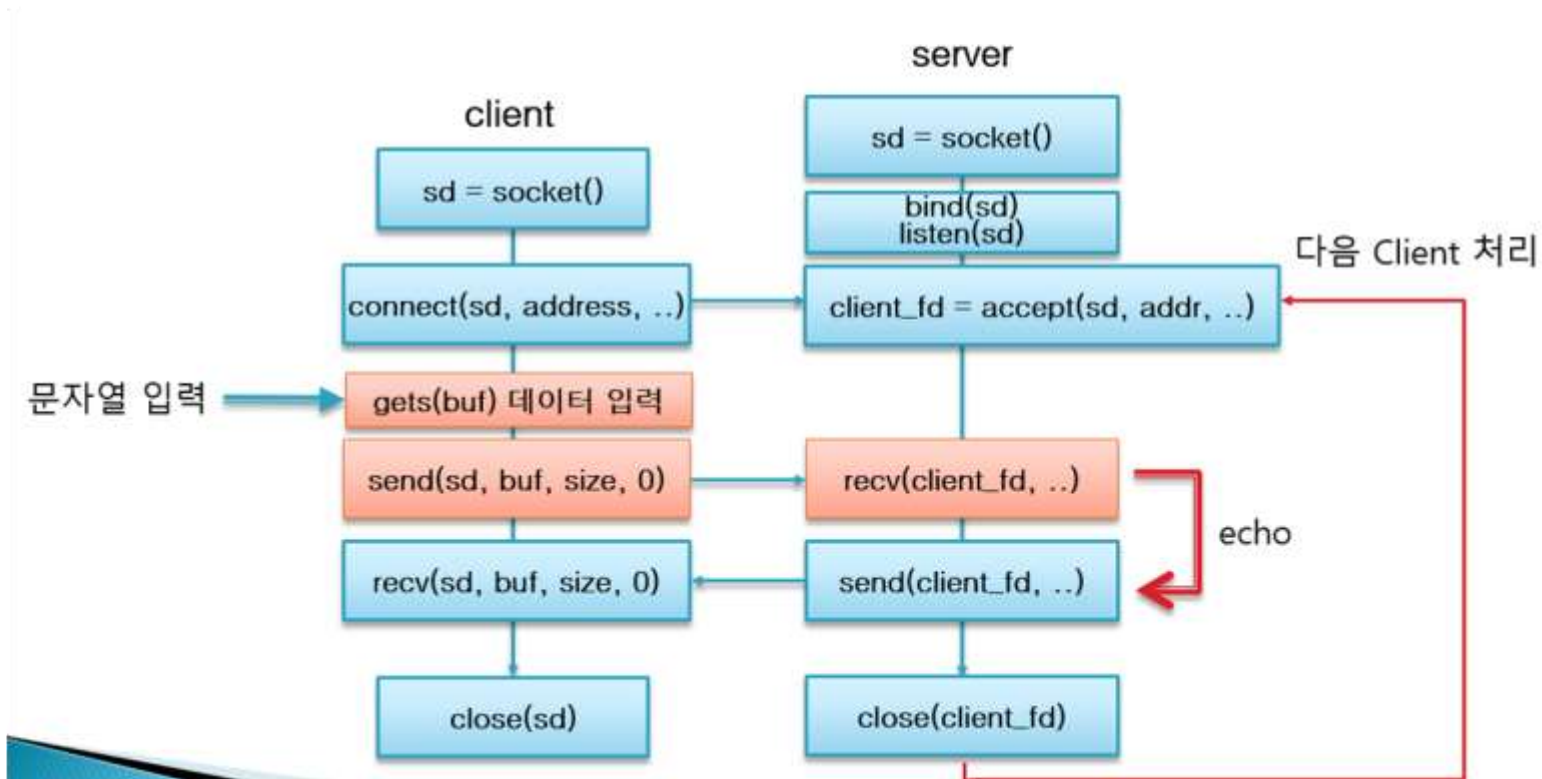 server
client
sd = socket()
sd = socket()
bind(sd)
listen(sd)
다음 Client 처리
connect(sd, address, ..)
client_fd = accept(sd, addr, ..)
문자열 입력
gets(buf) 데이터 입력
send(sd, buf, size, 0)
recv(client_fd, ..)
echo
recv(sd, buf, size, 0)
send(client_fd, ..)
close(sd)
close(client_fd)